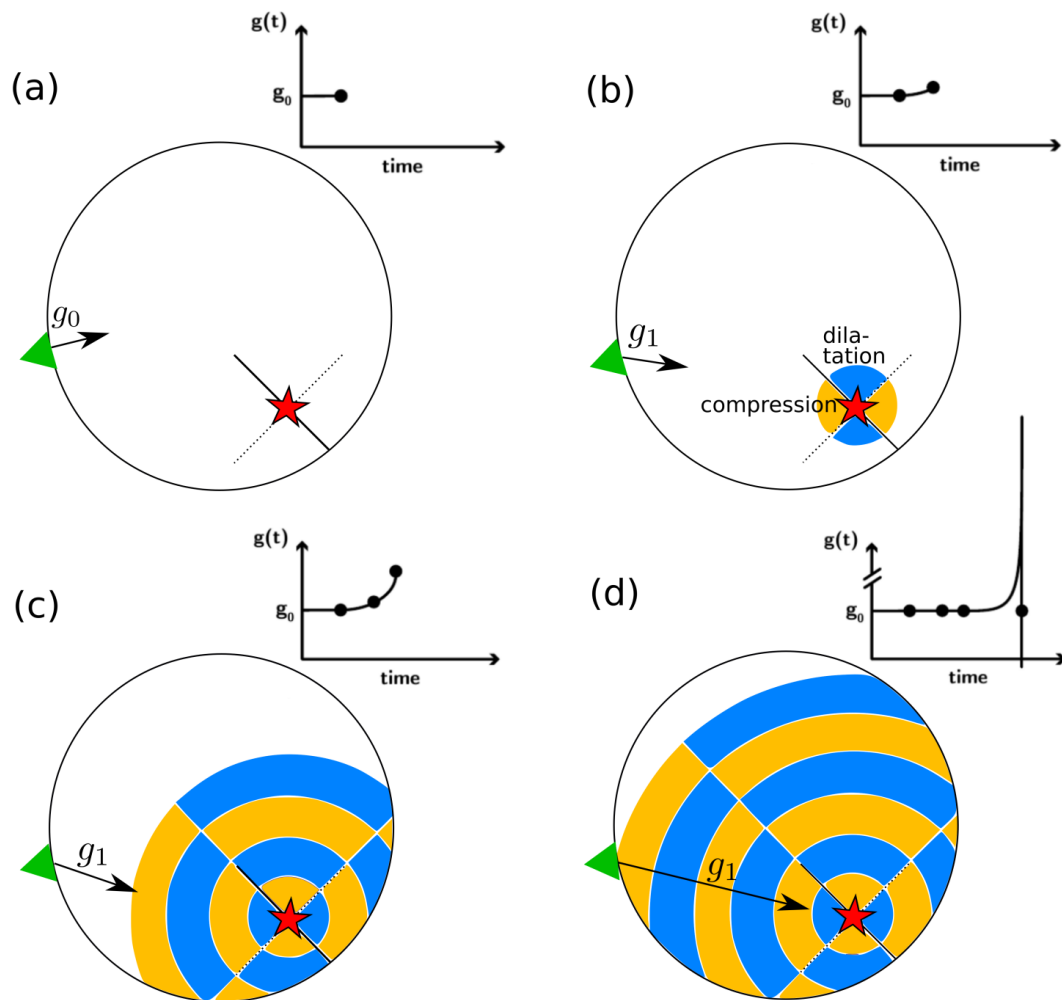 (a)
g(t)
g₀
time
g₀
(b)
g(t)
g₀
time
g₁
dila-
tation
compression
(c)
g(t)
g₀
time
g₁
(d)
g(t)
g₀
time
g₁